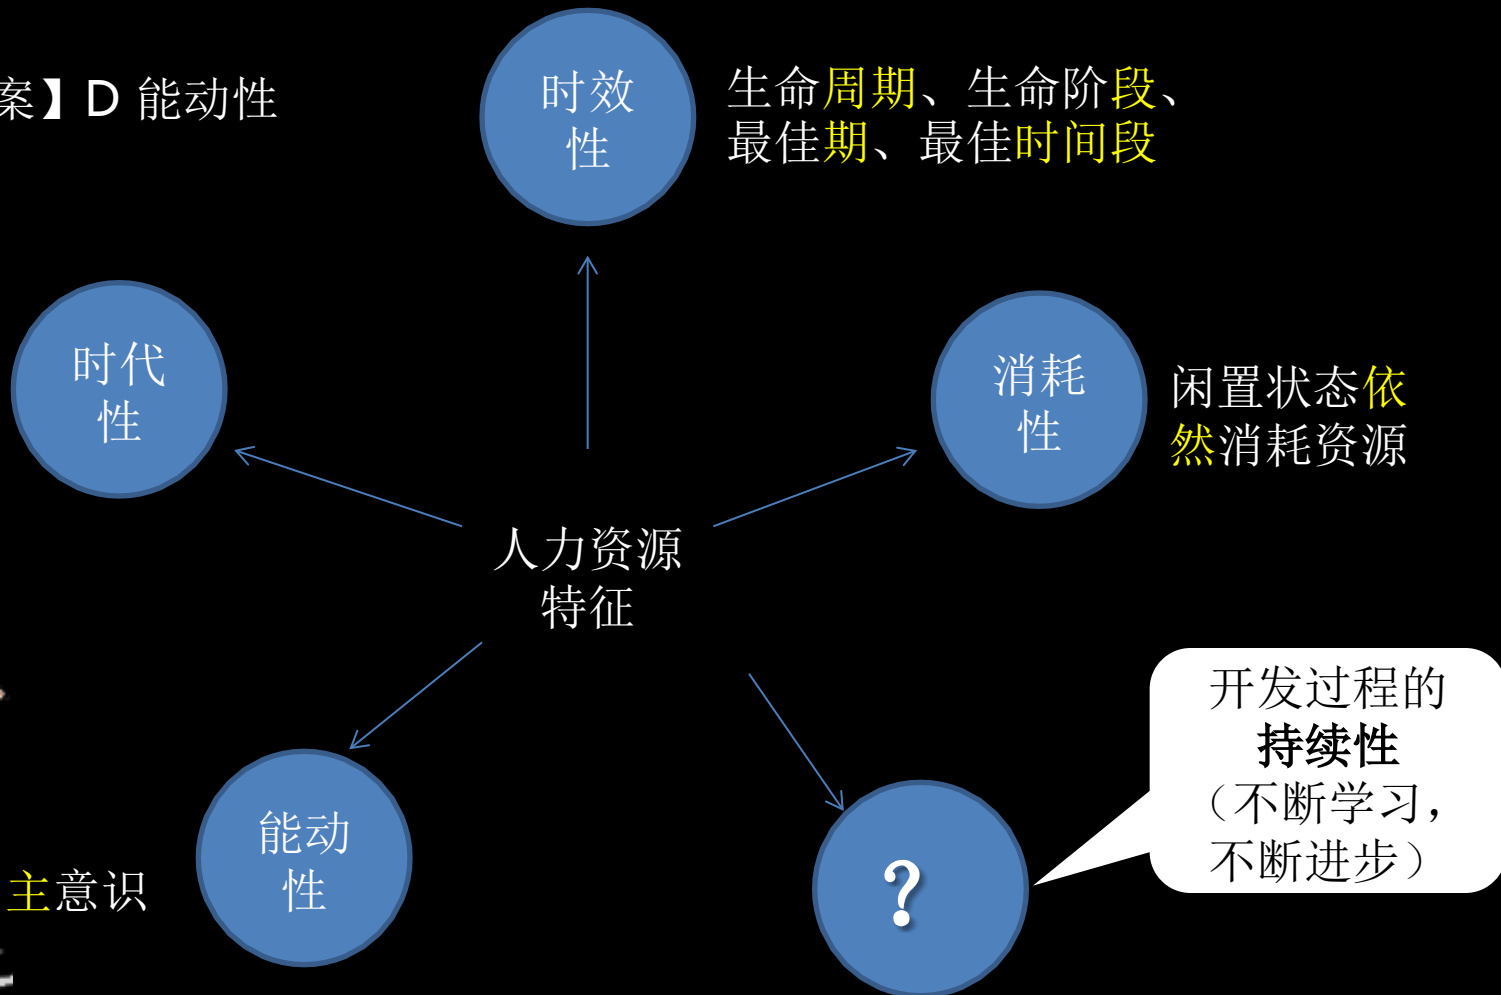 案】D 能动性
时效
性
生命周期、生命阶段、
最佳期、最佳时间段
时代
性
消耗
性
闲置状态依
然消耗资源
人力资源
特征
能动
性
主意识
?
开发过程的
持续性
（不断学习，
不断进步）